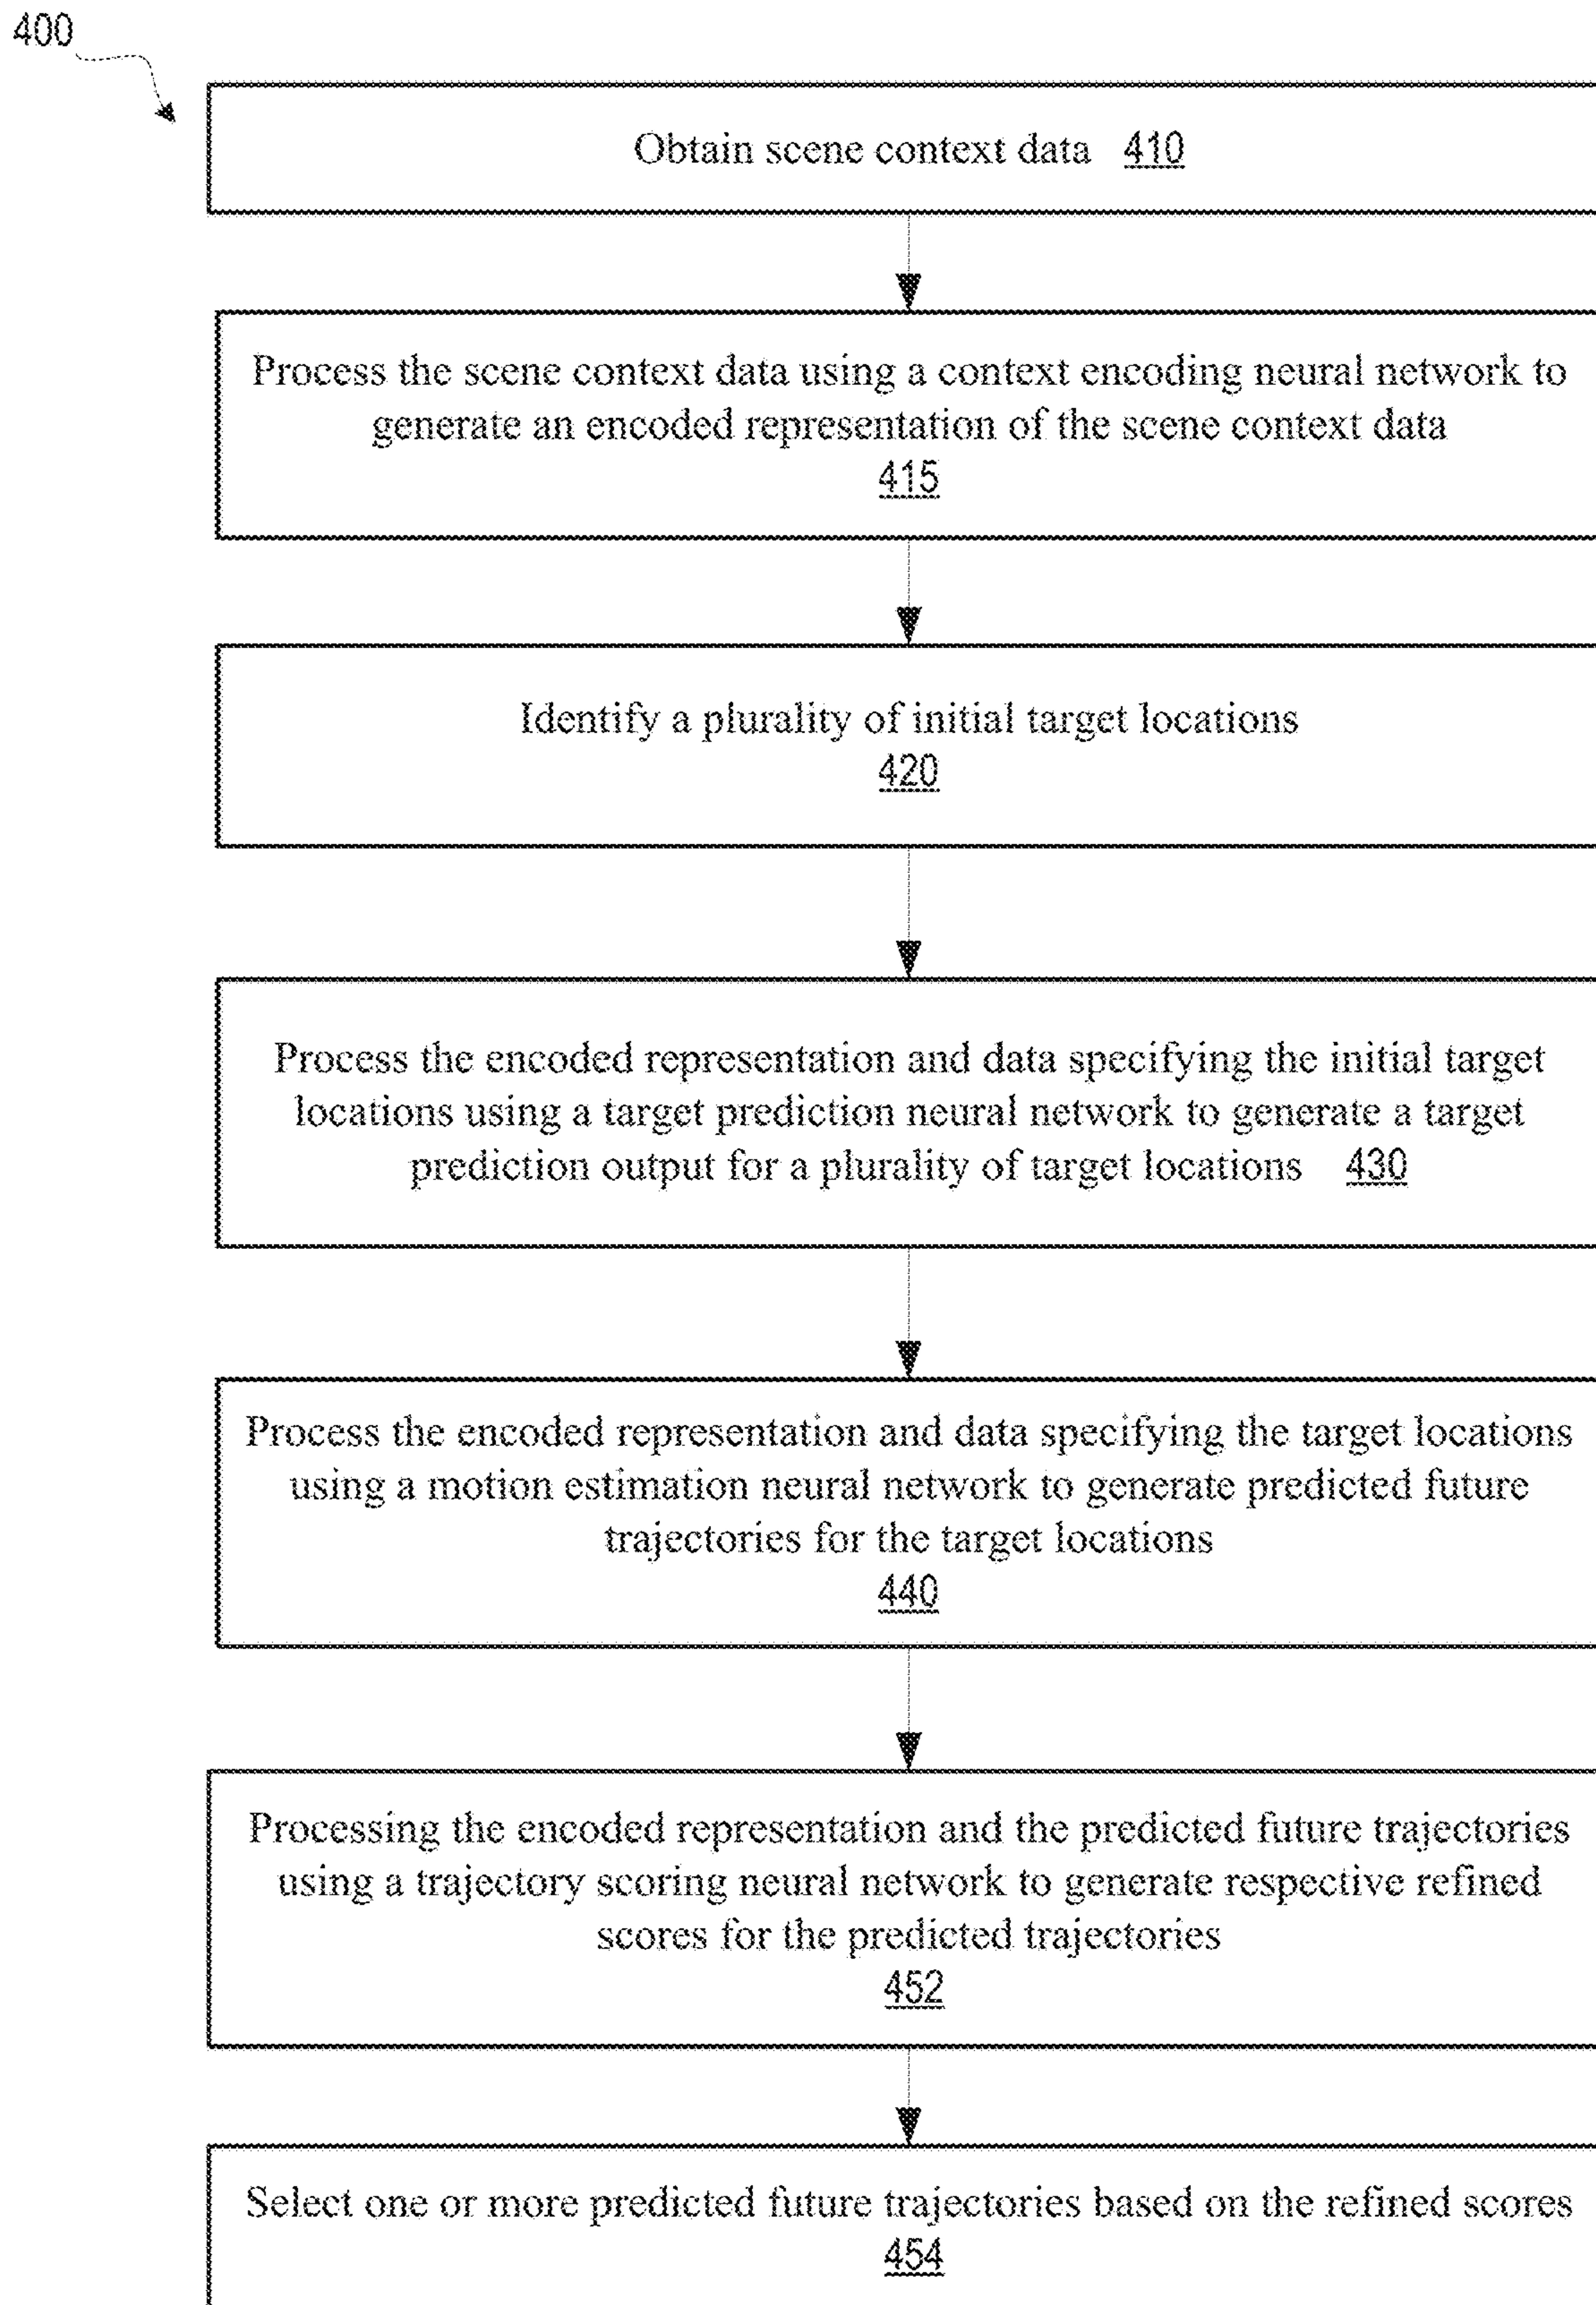 400
Obtain scene context data 410
Process the scene context data using a context encoding neural network to
generate an encoded representation of the scene context data
415
Identify a plurality of initial target locations
420
Process the encoded representation and data specifying the initial target
locations using a target prediction neural network to generate a target
prediction output for a plurality of target locations 430
Process the encoded representation and data specifying the target locations
using a motion estimation neural network to generate predicted future
trajectories for the target locations
440
Processing the encoded representation and the predicted future trajectories
using a trajectory scoring neural network to generate respective refined
scores for the predicted trajectories
452
Select one or more predicted future trajectories based on the refined scores
454